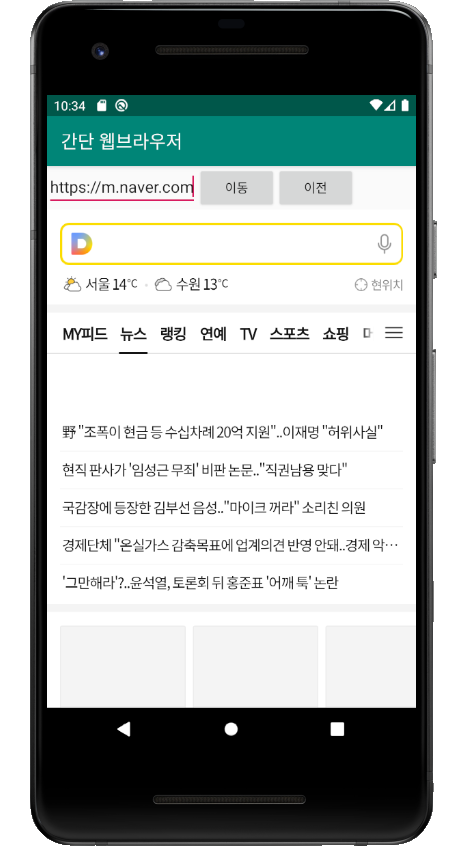 10:34
간단 웹브라우저
https://m.naver.com 이동 이전
서울 14°C 수원 13°C 현위치
MY피드 뉴스 랭킹 연예 TV 스포츠 쇼핑
野 "조폭이 현금 등 수십차례 20억 지원"..이재명 "허위사실"
현직 판사가 '임성근 무죄' 비판 논문.."직권남용 맞다"
국감장에 등장한 김부선 음성.."마이크 꺼라" 소리친 의원
경제단체 "온실가스 감축목표에 업계의견 반영 안돼..경제 악…
'그만해라'?..윤석열, 토론회 뒤 홍준표 '어깨 툭' 논란